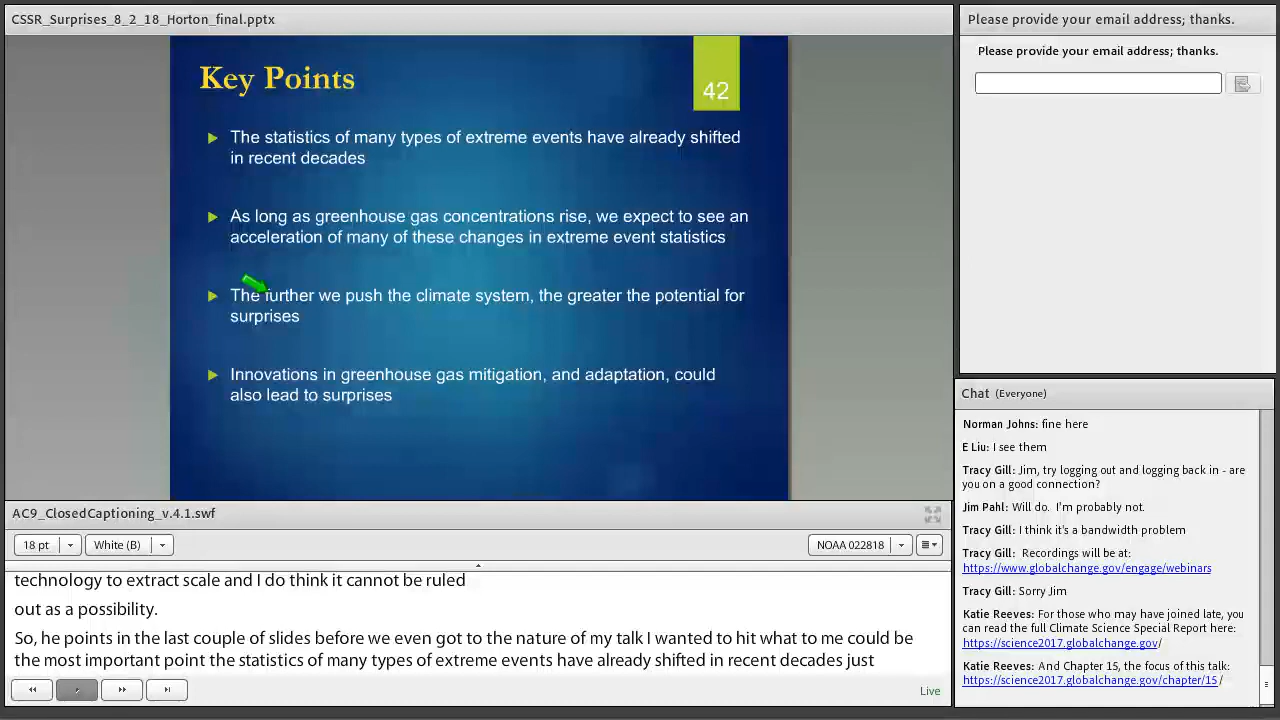 CSSR_Surprises_8_2_18_Horton_final.pptx
Key Points
42
The statistics of many types of extreme events have already shifted
in recent decades
As long as greenhouse gas concentrations rise, we expect to see an
acceleration of many of these changes in extreme event statistics
The further we push the climate system, the greater the potential for
surprises
Innovations in greenhouse gas mitigation, and adaptation, could
also lead to surprises
AC9_ClosedCaptioning_v.4.1.swf
18 pt
White (B)
NOAA 022818
technology to extract scale and I do think it cannot be ruled
out as a possibility.
So, he points in the last couple of slides before we even got to the nature of my talk I wanted to hit what to me could be
the most important point the statistics of many types of extreme events have already shifted in recent decades just
Live
Please provide your email address; thanks.
Please provide your email address; thanks.
Chat (Everyone)
Norman Johns: fine here
E Liu: I see them
Tracy Gill: Jim, try logging out and logging back in - are
you on a good connection?
Jim Pahl: Will do. I'm probably not.
Tracy Gill: I think it's a bandwidth problem
Tracy Gill: Recordings will be at:
https://www.globalchange.gov/engage/webinars
Tracy Gill: Sorry Jim
Katie Reeves: For those who may have joined late, you
can read the full Climate Science Special Report here:
https://science2017.globalchange.gov/
Katie Reeves: And Chapter 15, the focus of this talk:
https://science2017.globalchange.gov/chapter/15/